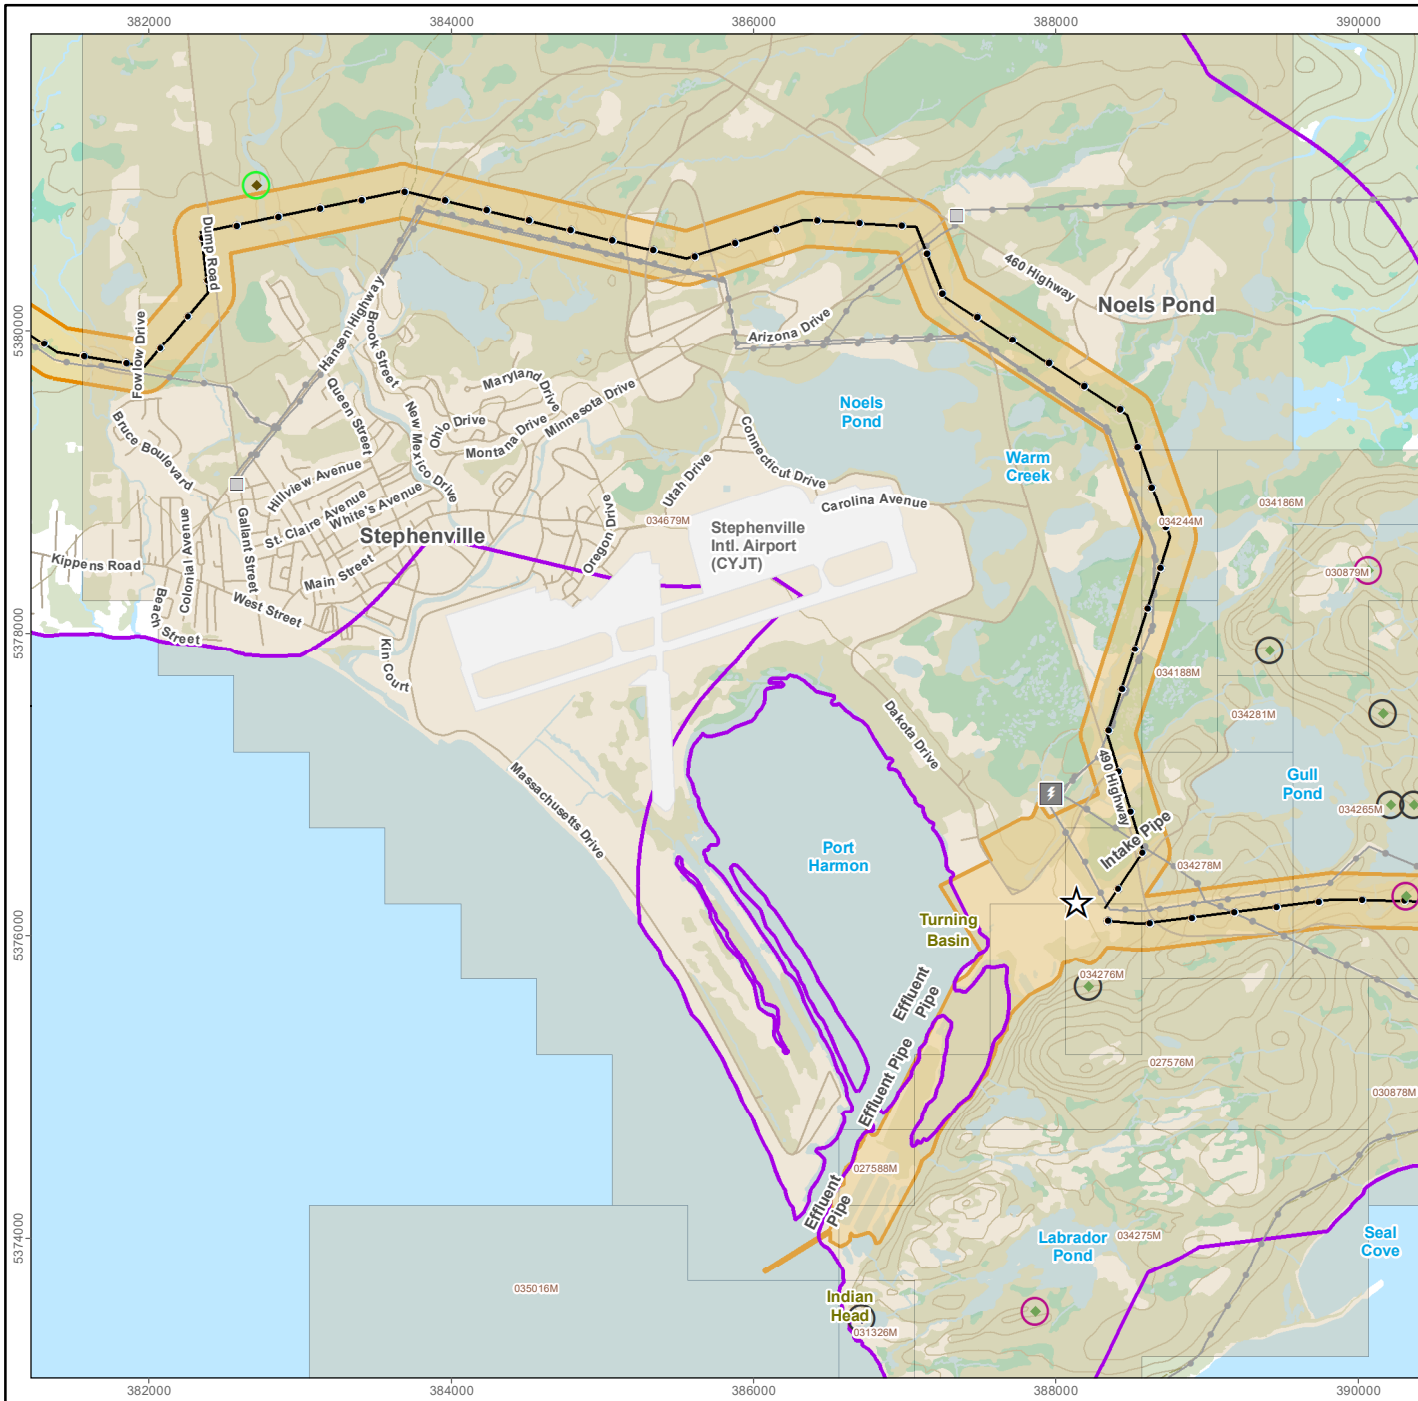 382000
384000
386000
388000
390000
5380000
5378000
5376000
5374000
Dump Road
460 Highway
Noels Pond
Fowlow Drive
Hansen Highway
Brook Street
Arizona Drive
Maryland Drive
Minnesota Drive
Queen Street
New Mexico Drive
Ohlo Drive
Montana Drive
Noels
Pond
Bruce Boulevard
Connecticut Drive
Warm
Creek
Hillview Avenue
Utah Drive
Carolina Avenue
034186M
St. Claire Avenue
White's Avenue
Oregon Drive
Gallant Street
Colonial Avenue
034679M
034244M
Stephenville
Stephenville
Intl. Airport
(CYJT)
Kippens Road
Main Street
030879M
Beach Street
West Street
Kin Court
034188M
Dakota Drive
034281M
490 Highway
Massachusetts Drive
Gull
Pond
034265M
Intake Pipe
Port
Harmon
034278M
Turning
Basin
034276M
Effluent
Pipe
Effluent Pipe
027576M
030878M
027588M
Effluent
Pipe
Labrador
Pond
034275M
Seal
Cove
035016M
Indian
Head
031326M
382000
384000
386000
388000
390000